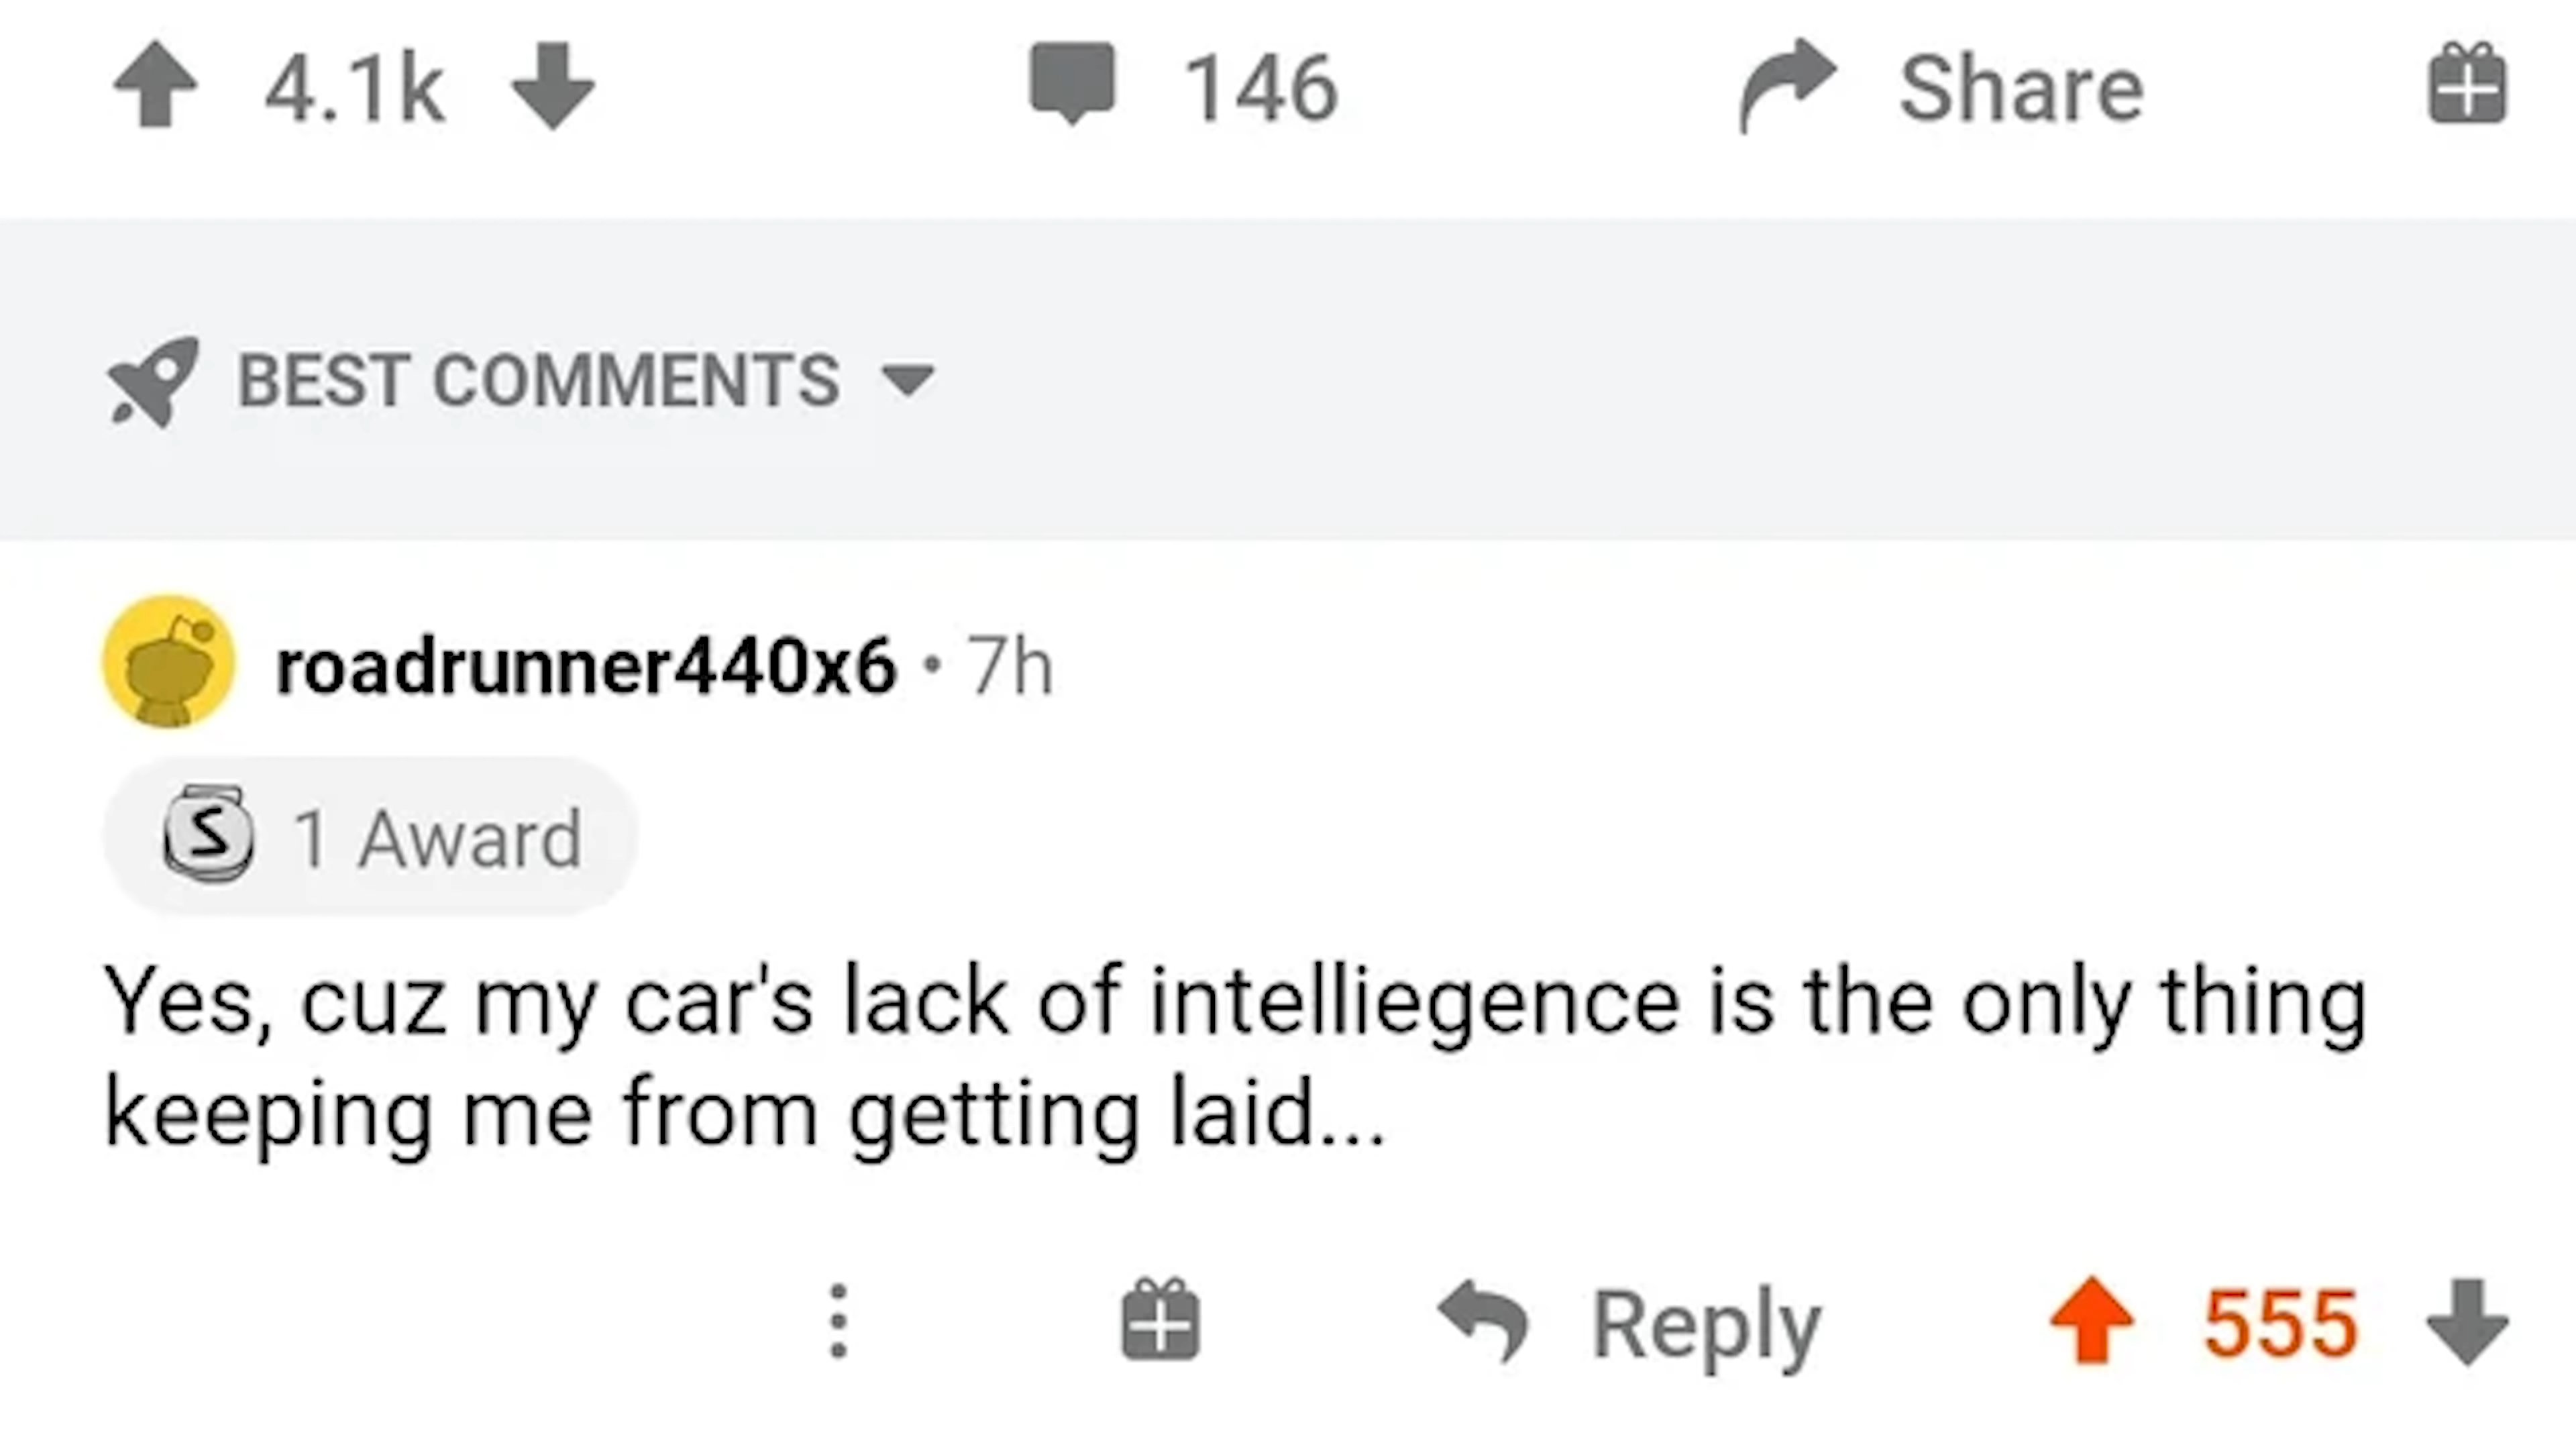 4.1k 146 Share
BEST COMMENTS
roadrunner440x6 • 7h
S 1 Award
Yes, cuz my car's lack of intelliegence is the only thing
keeping me from getting laid...
Reply 555